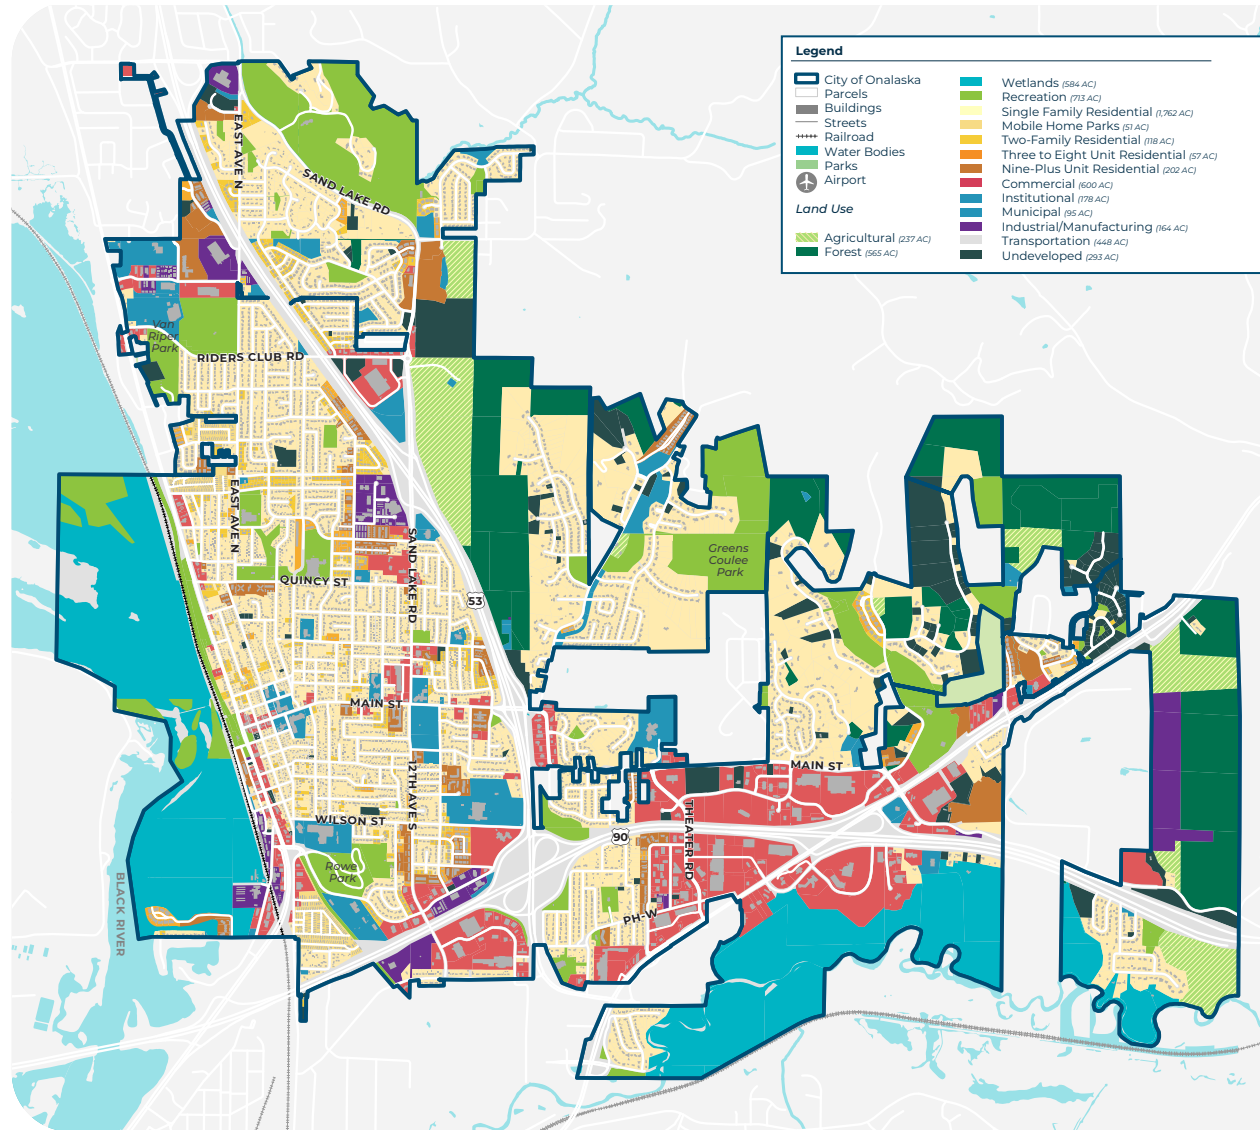 Legend
City of Onalaska
Parcels
Buildings
Streets
Railroad
Water Bodies
Parks
Airport
Land Use
Agricultural (237 AC)
Forest (565 AC)
Wetlands (584 AC)
Recreation (713 AC)
Single Family Residential (1,762 AC)
Mobile Home Parks (51 AC)
Two-Family Residential (118 AC)
Three to Eight Unit Residential (57 AC)
Nine-Plus Unit Residential (202 AC)
Commercial (600 AC)
Institutional (178 AC)
Municipal (95 AC)
Industrial/Manufacturing (164 AC)
Transportation (448 AC)
Undeveloped (293 AC)
EAST AVE N
SAND LAKE RD
Van
Riper
Park
RIDERS CLUB RD
EAST AVE N
SAND LAKE RD
QUINCY ST
53
Greens
Coulee
Park
MAIN ST
MAIN ST
12TH AVE S
THEATER RD
WILSON ST
90
Rowe
Park
PH-W
BLACK RIVER